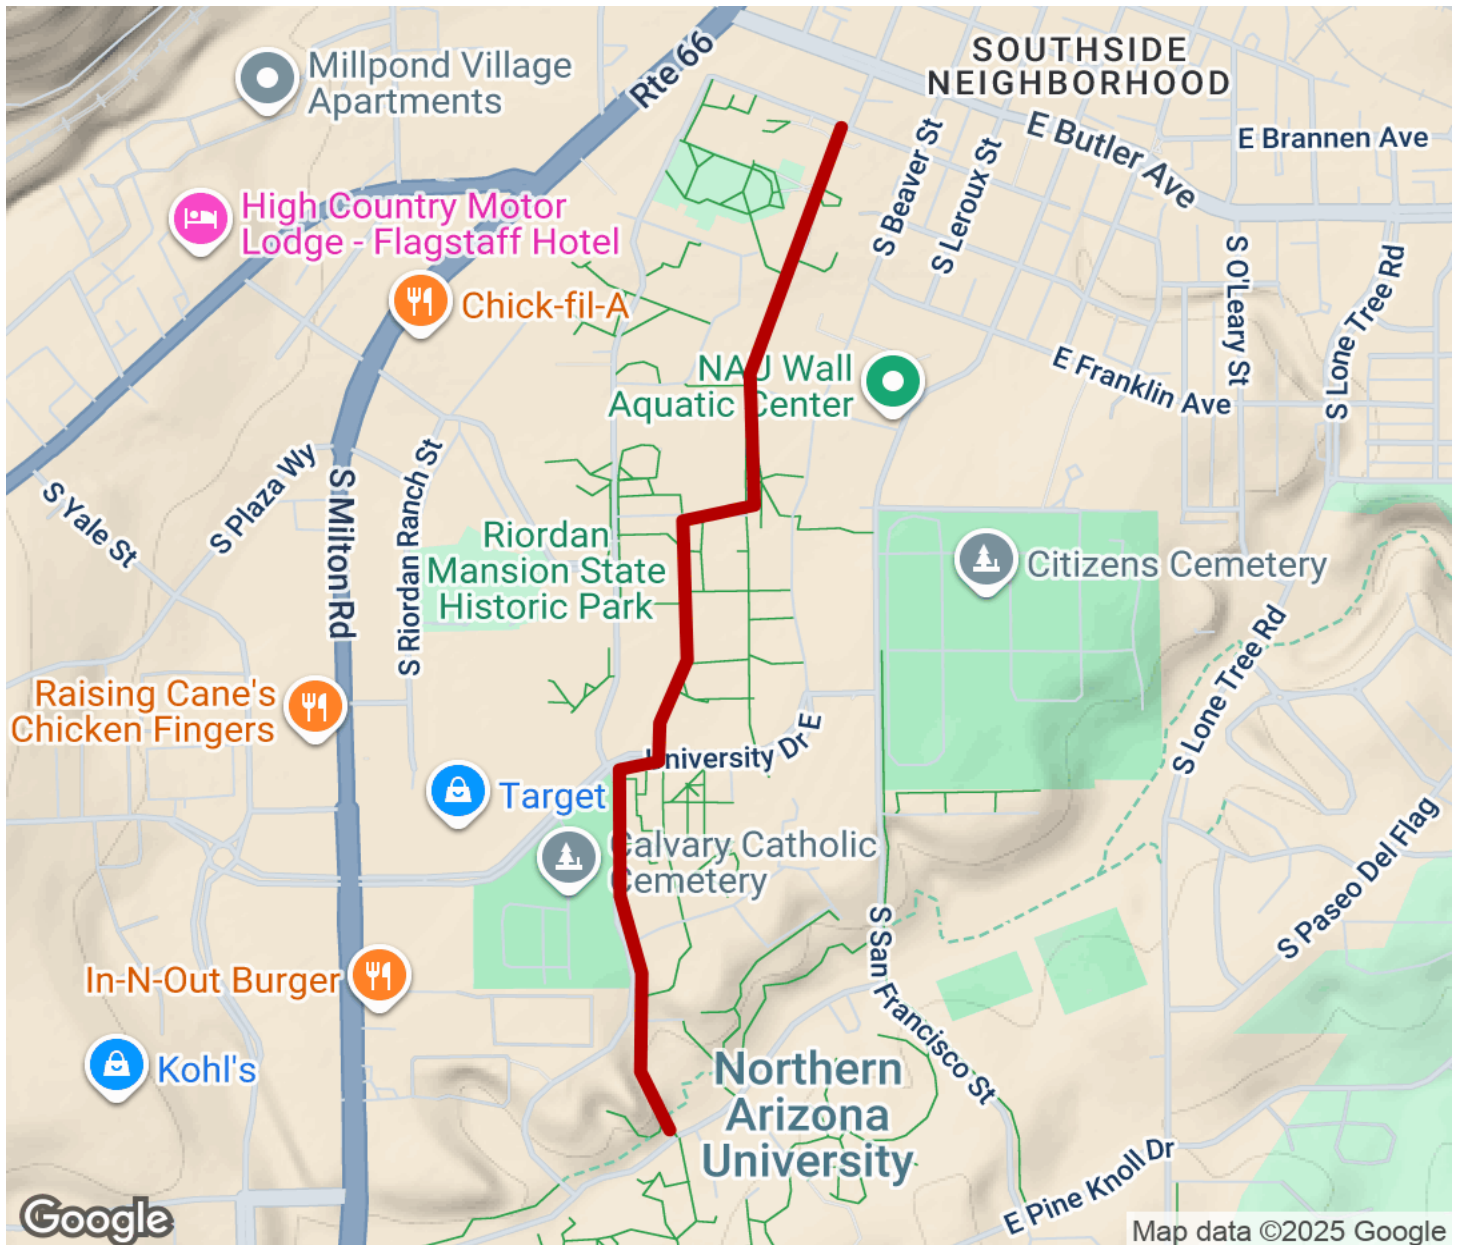 SOUTHSIDE
NEIGHBORHOOD
Millpond Village
Apartments
Rte 66
E Butler Ave
E Brannen Ave
S Beaver St
S Leroux St
High Country Motor
Lodge - Flagstaff Hotel
S O'Leary St
S Lone Tree Rd
Chick-fil-A
NAU Wall
Aquatic Center
E Franklin Ave
S Yale St
S Plaza Wy
S Milton Rd
S Riordan Ranch St
Riordan
Mansion State
Historic Park
Citizens Cemetery
S Lone Tree Rd
Raising Cane's
Chicken Fingers
University Dr E
Target
Calvary Catholic
Cemetery
S Paseo Del Flag
S San Francisco St
In-N-Out Burger
Kohl's
Northern
Arizona
University
E Pine Knoll Dr
Google
Map data ©2025 Google